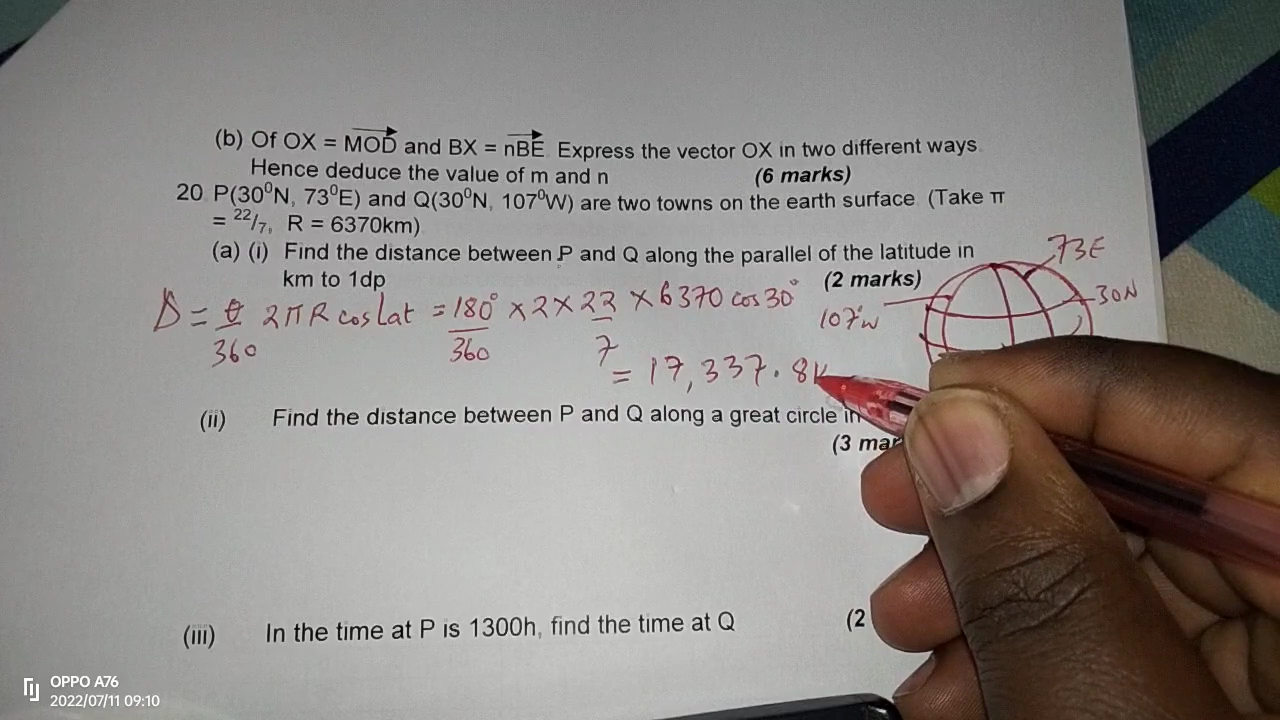 (b) Of OX = MOD and BX = nBE. Express the vector OX in two different ways.
Hence deduce the value of m and n (6 marks)
20. P(30⁰N, 73⁰E) and Q(30⁰N, 107⁰W) are two towns on the earth surface. (Take π
= ²²/₇, R = 6370km)
(a) (i) Find the distance between P and Q along the parallel of the latitude in
km to 1dp (2 marks)
D = θ/360 2πR cos Lat = 180°/360 × 2 × 22/7 × 6370 cos 30°
= 17,337.8K
73E
30N
107°W
(ii) Find the distance between P and Q along a great circle in
(3 mar
(iii) In the time at P is 1300h, find the time at Q (2
OPPO A76
2022/07/11 09:10